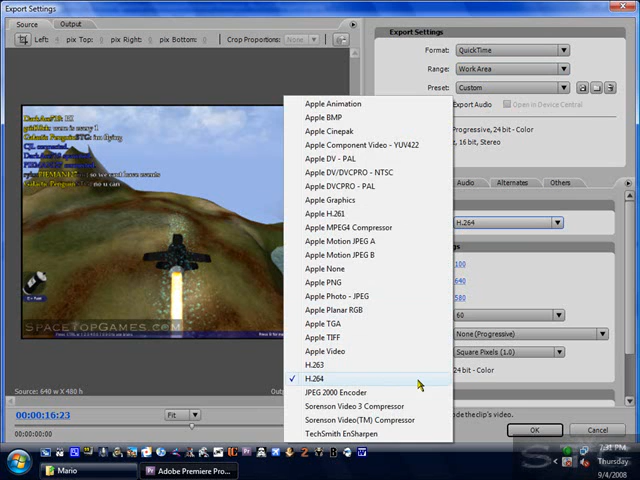 Export Settings
Source
Output
Left:
pix Top:
pix Right:
pix Bottom:
Crop Proportions:
None
Export Settings
Format:
QuickTime
Range:
Work Area
Preset:
Custom
Export Audio
Open in Device Central
Progressive, 24 bit - Color
16 bit, Stereo
Audio
Alternates
Others
H.264
100
640
480
580
60
None (Progressive)
Square Pixels (1.0)
24 bit - Color
Apple Animation
Apple BMP
Apple Cinepak
Apple Component Video - YUV422
Apple DV - PAL
Apple DV/DVCPRO - NTSC
Apple DVCPRO - PAL
Apple Graphics
Apple H.261
Apple MPEG4 Compressor
Apple Motion JPEG A
Apple Motion JPEG B
Apple None
Apple PNG
Apple Photo - JPEG
Apple Planar RGB
Apple TGA
Apple TIFF
Apple Video
H.263
H.264
JPEG 2000 Encoder
Sorenson Video 3 Compressor
Sorenson Video(TM) Compressor
TechSmith EnSharpen
SpaceTopGames.com
Source: 640 w X 480 h
00:00:16:23
Fit
00:00:00:00
ode the clip's video.
OK
Cancel
Mario
Adobe Premiere Pro...
7:31 PM
Thursday
9/4/2008